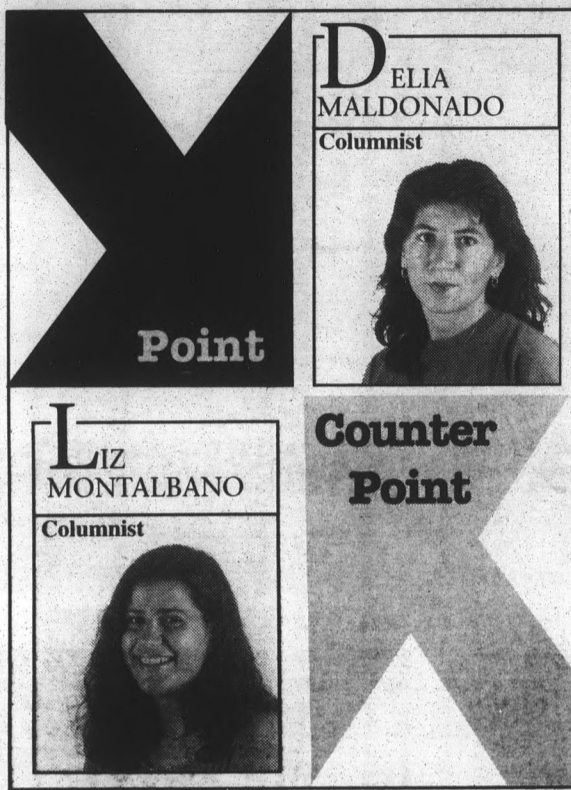 Point
DELIA
MALDONADO
Columnist
LIZ
MONTALBANO
Columnist
Counter
Point